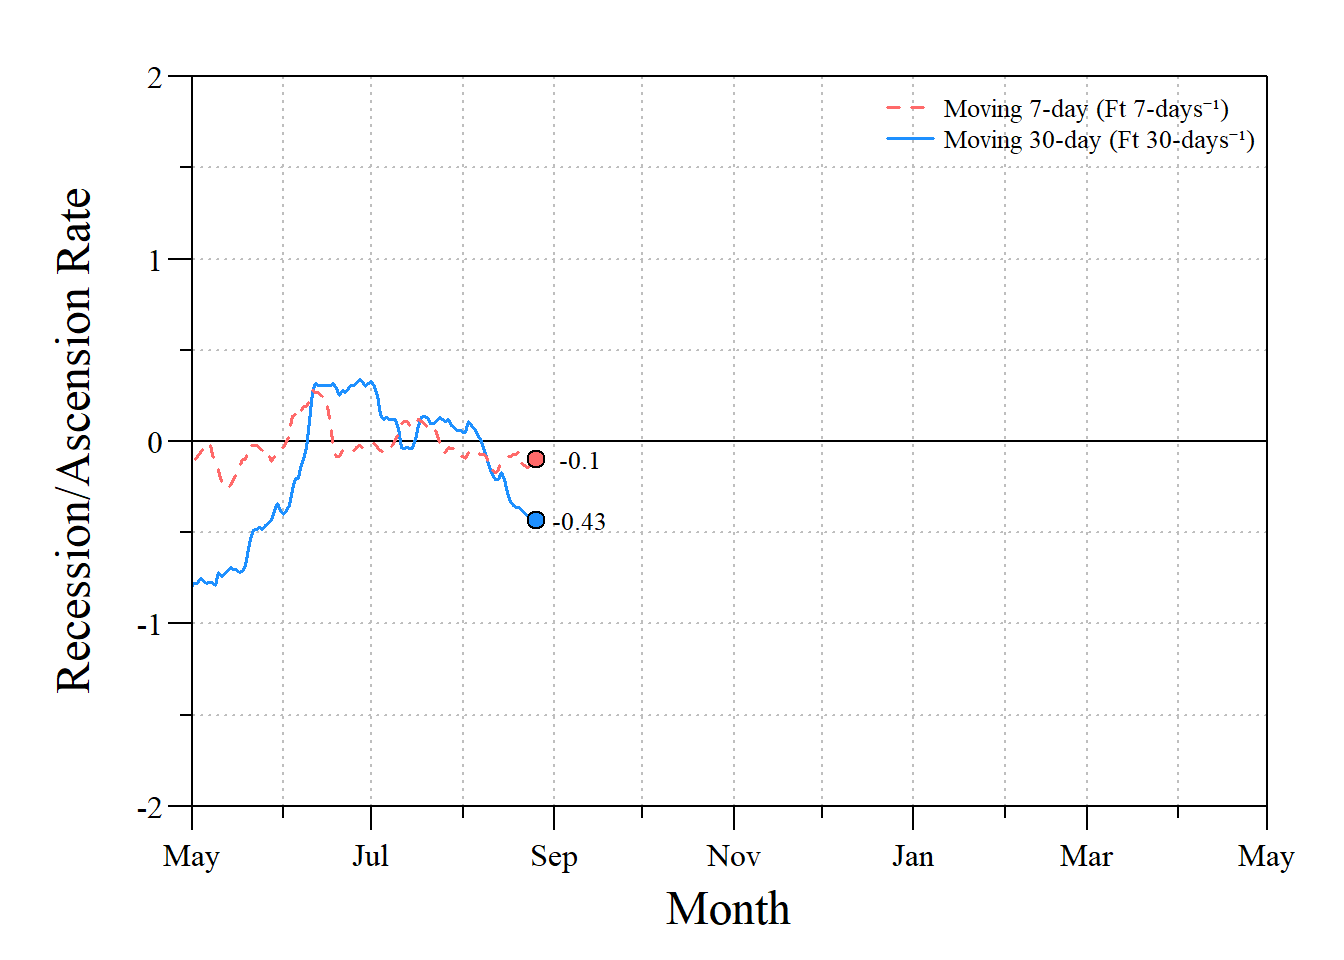 2
Moving 7-day (Ft 7-days⁻¹)
Moving 30-day (Ft 30-days⁻¹)
1
0
-0.1
-0.43
-1
-2
Recession/Ascension Rate
May Jul Sep Nov Jan Mar May
Month